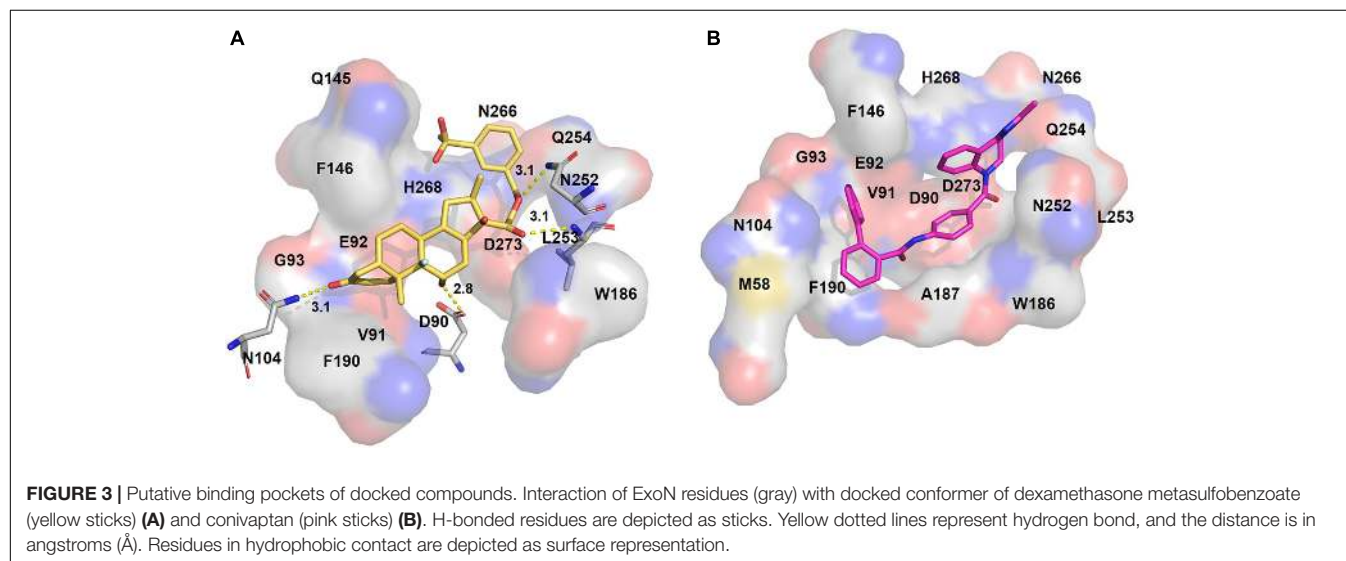 A
B
Q145
H268
N266
N266
F146
Q254
Q254
F146
3.1
G93
E92
H268
N252
V91
D90
D273
N252
L253
3.1
N104
E92
D273
L253
G93
W186
M58
F190
A187
W186
2.8
3.1
D90
V91
N104
F190
FIGURE 3 | Putative binding pockets of docked compounds. Interaction of ExoN residues (gray) with docked conformer of dexamethasone metasulfobenzoate
(yellow sticks) (A) and conivaptan (pink sticks) (B). H-bonded residues are depicted as sticks. Yellow dotted lines represent hydrogen bond, and the distance is in
angstroms (Å). Residues in hydrophobic contact are depicted as surface representation.